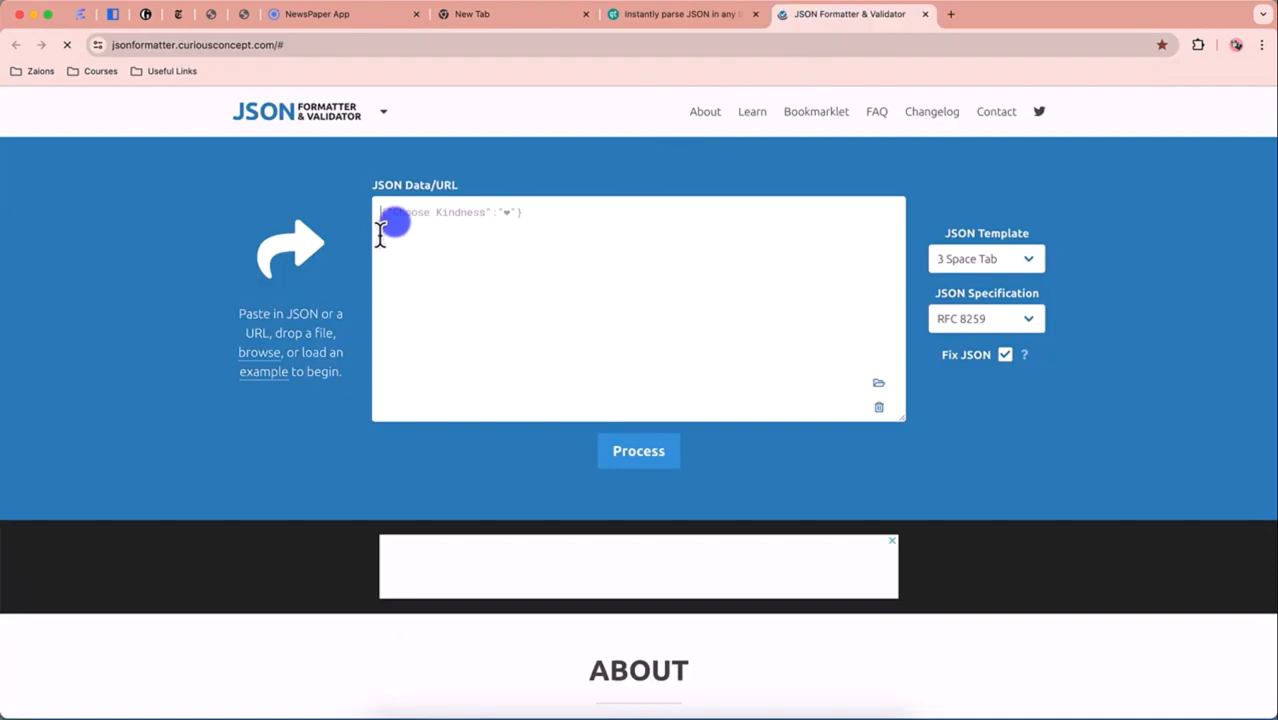 NewsPaper App
New Tab
Instantly parse JSON in any
JSON Formatter & Validator
jsonformatter.curiousconcept.com/#
Zaions
Courses
Useful Links
JSON FORMATTER
& VALIDATOR
About
Learn
Bookmarklet
FAQ
Changelog
Contact
JSON Data/URL
Kindness":"❤"}
Paste in JSON or a
URL, drop a file,
browse, or load an
example to begin.
JSON Template
3 Space Tab
JSON Specification
RFC 8259
Fix JSON
?
Process
ABOUT